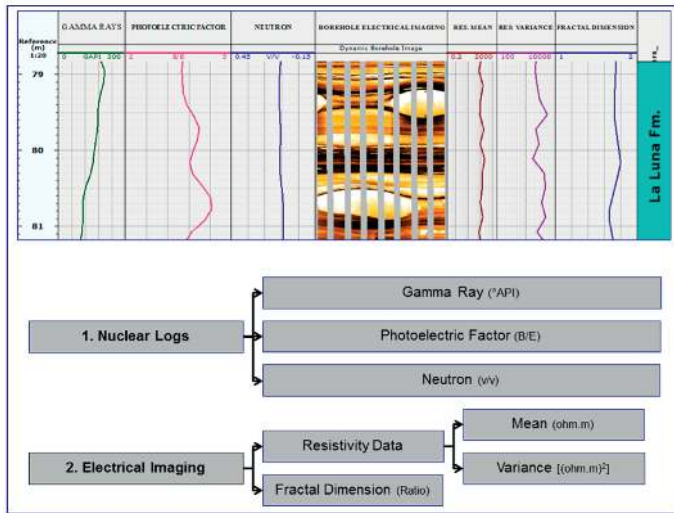 GAMMA RAYS PHOTOELECTRIC FACTOR NEUTRON BOREHOLE ELECTRICAL IMAGING RES. MEAN RES. VARIANCE FRACTAL DIMENSION
Reference
(m)
1:20
Dynamic Borehole Image
0 GAPI 300 B/E 0.45 V/V -0.15 0.2 2000 100 10000 1
79
80
81
La Luna Fm.
Gamma Ray (°API)
1. Nuclear Logs
Photoelectric Factor (B/E)
Neutron (v/v)
Mean (ohm.m)
Resistivity Data
2. Electrical Imaging
Variance [(ohm.m)²]
Fractal Dimension (Ratio)